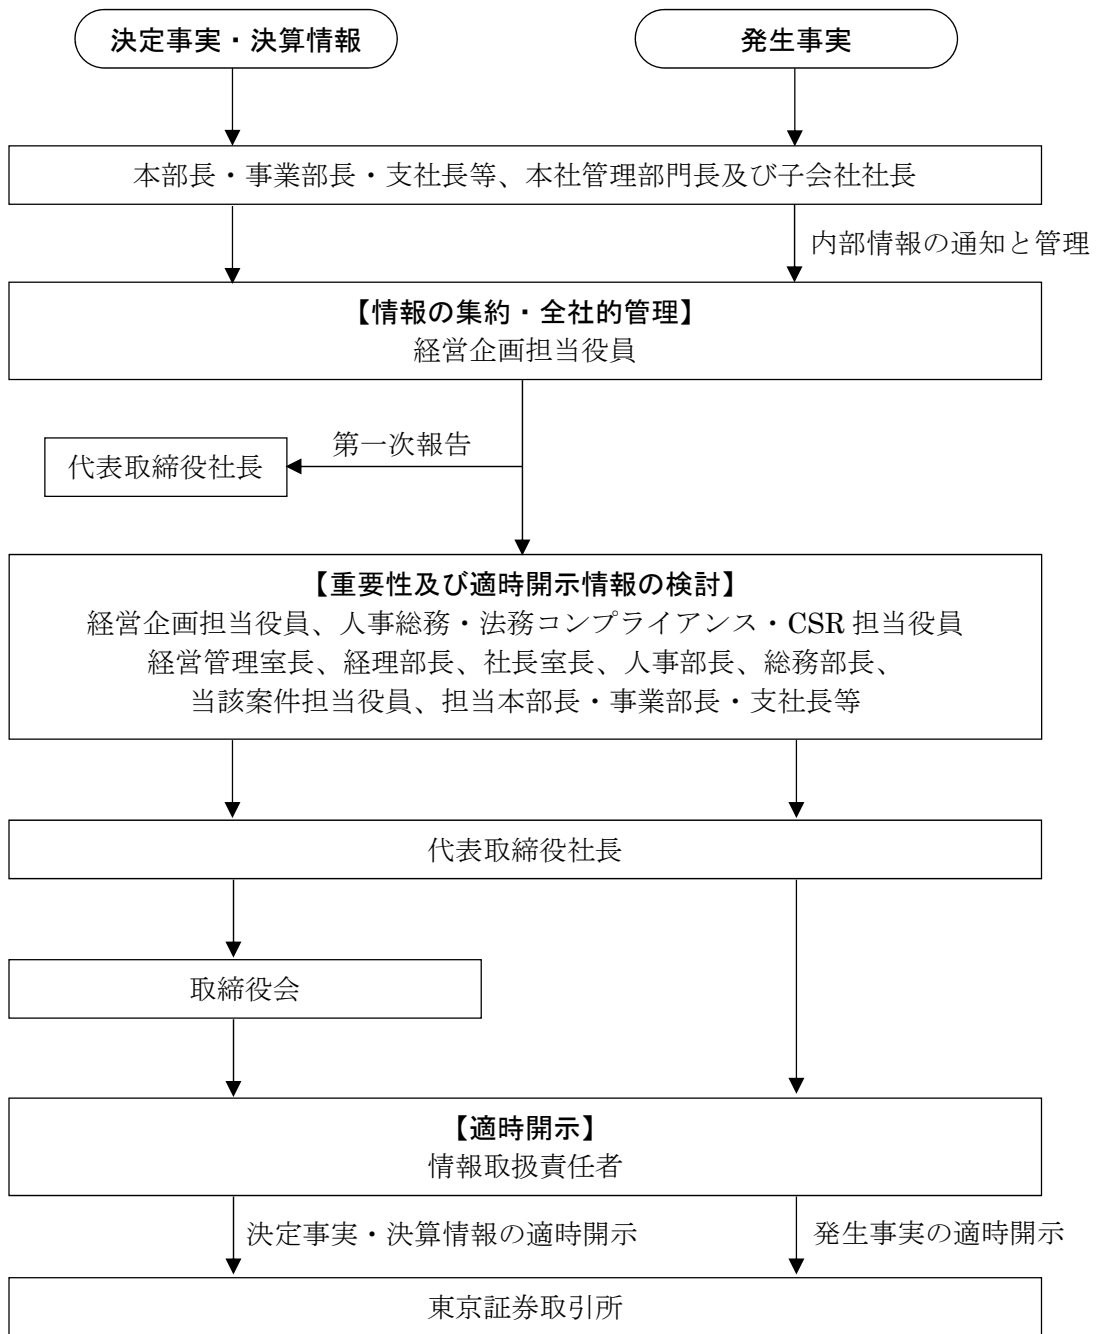 決定事実・決算情報
発生事実
本部長・事業部長・支社長等、本社管理部門長及び子会社社長
内部情報の通知と管理
【情報の集約・全社的管理】
経営企画担当役員
第一次報告
代表取締役社長
【重要性及び適時開示情報の検討】
経営企画担当役員、人事総務・法務コンプライアンス・CSR 担当役員
経営管理室長、経理部長、社長室長、人事部長、総務部長、
当該案件担当役員、担当本部長・事業部長・支社長等
代表取締役社長
取締役会
【適時開示】
情報取扱責任者
決定事実・決算情報の適時開示
発生事実の適時開示
東京証券取引所